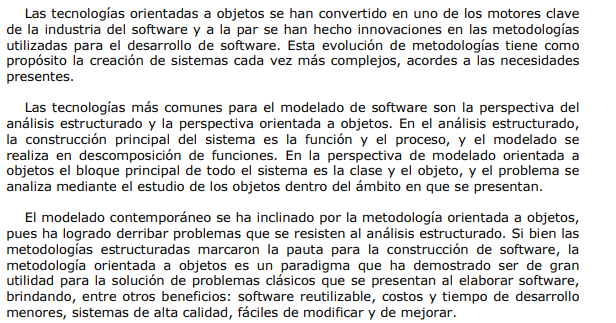 Las tecnologías orientadas a objetos se han convertido en uno de los motores clave
de la industria del software y a la par se han hecho innovaciones en las metodologías
utilizadas para el desarrollo de software. Esta evolución de metodologías tiene como
propósito la creación de sistemas cada vez más complejos, acordes a las necesidades
presentes.
Las tecnologías más comunes para el modelado de software son la perspectiva del
análisis estructurado y la perspectiva orientada a objetos. En el análisis estructurado,
la construcción principal del sistema es la función y el proceso, y el modelado se
realiza en descomposición de funciones. En la perspectiva de modelado orientada a
objetos el bloque principal de todo el sistema es la clase y el objeto, y el problema se
analiza mediante el estudio de los objetos dentro del ámbito en que se presentan.
El modelado contemporáneo se ha inclinado por la metodología orientada a objetos,
pues ha logrado derribar problemas que se resisten al análisis estructurado. Si bien las
metodologías estructuradas marcaron la pauta para la construcción de software, la
metodología orientada a objetos es un paradigma que ha demostrado ser de gran
utilidad para la solución de problemas clásicos que se presentan al elaborar software,
brindando, entre otros beneficios: software reutilizable, costos y tiempo de desarrollo
menores, sistemas de alta calidad, fáciles de modificar y de mejorar.